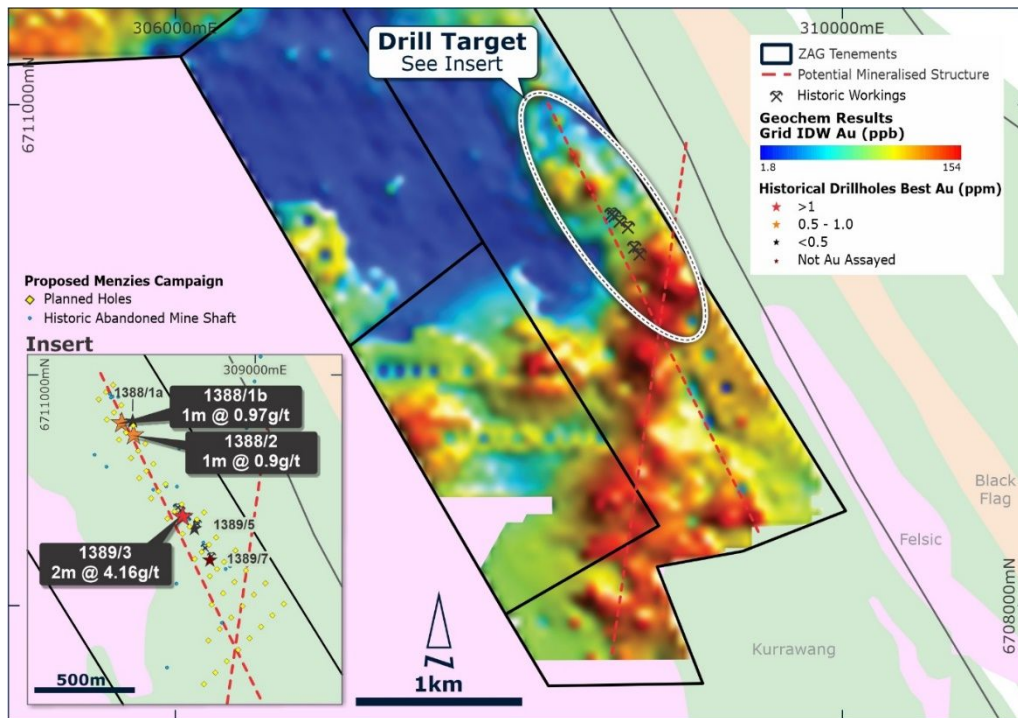 306000mE
310000mE
6711000mN
Drill Target
See Insert
ZAG Tenements
Potential Mineralised Structure
Historic Workings
Geochem Results
Grid IDW Au (ppb)
1.8
154
Historical Drillholes Best Au (ppm)
>1
0.5 - 1.0
<0.5
Not Au Assayed
Proposed Menzies Campaign
Planned Holes
Historic Abandoned Mine Shaft
Insert
309000mE
6711000mN
1388/1a
1388/1b
1m @ 0.97g/t
1388/2
1m @ 0.9g/t
1389/5
1389/3
2m @ 4.16g/t
1389/7
500m
N
1km
Black
Flag
Felsic
Kurrawang
6708000mN